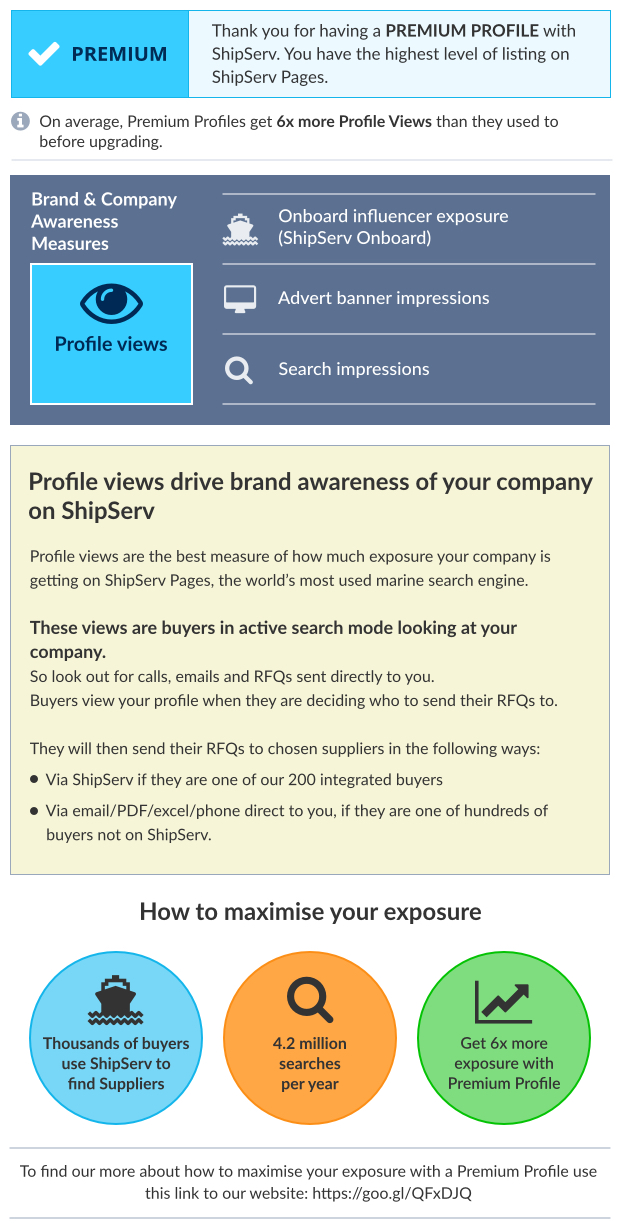 PREMIUM
Thank you for having a PREMIUM PROFILE with
ShipServ. You have the highest level of listing on
ShipServ Pages.
On average, Premium Profiles get 6x more Profile Views than they used to
before upgrading.
Brand & Company
Awareness
Measures
Profile views
Onboard influencer exposure
(ShipServ Onboard)
Advert banner impressions
Search impressions
Profile views drive brand awareness of your company
on ShipServ
Profile views are the best measure of how much exposure your company is
getting on ShipServ Pages, the world's most used marine search engine.
These views are buyers in active search mode looking at your
company.
So look out for calls, emails and RFQs sent directly to you.
Buyers view your profile when they are deciding who to send their RFQs to.
They will then send their RFQs to chosen suppliers in the following ways:
• Via ShipServ if they are one of our 200 integrated buyers
• Via email/PDF/excel/phone direct to you, if they are one of hundreds of
buyers not on ShipServ.
How to maximise your exposure
Thousands of buyers
use ShipServ to
find Suppliers
4.2 million
searches
per year
Get 6x more
exposure with
Premium Profile
To find our more about how to maximise your exposure with a Premium Profile use
this link to our website: https://goo.gl/QFxDJQ